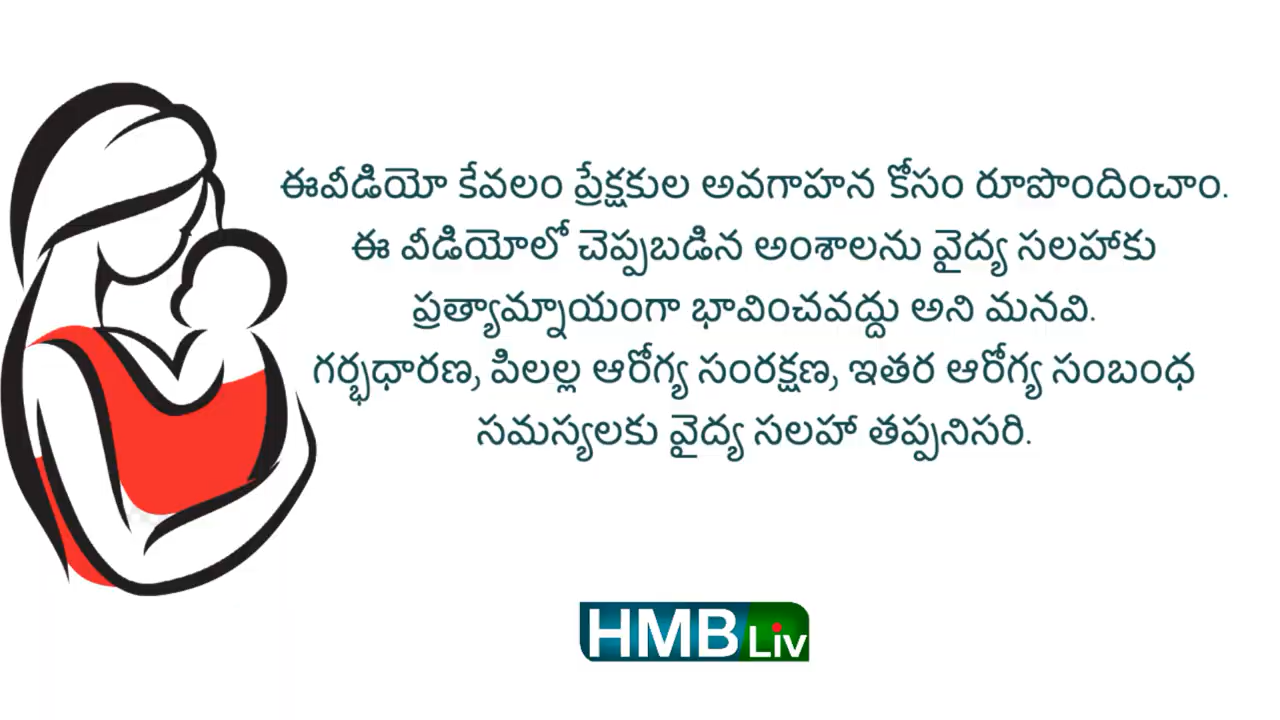 ఈవీడియో కేవలం ప్రేక్షకుల అవగాహన కోసం రూపొందించాం.
ఈ వీడియోలో చెప్పబడిన అంశాలను వైద్య సలహాకు
ప్రత్యామ్నాయంగా భావించవద్దు అని మనవి.
గర్భధారణ, పిలల్ల ఆరోగ్య సంరక్షణ, ఇతర ఆరోగ్య సంబంధ
సమస్యలకు వైద్య సలహా తప్పనిసరి.
HMB Liv